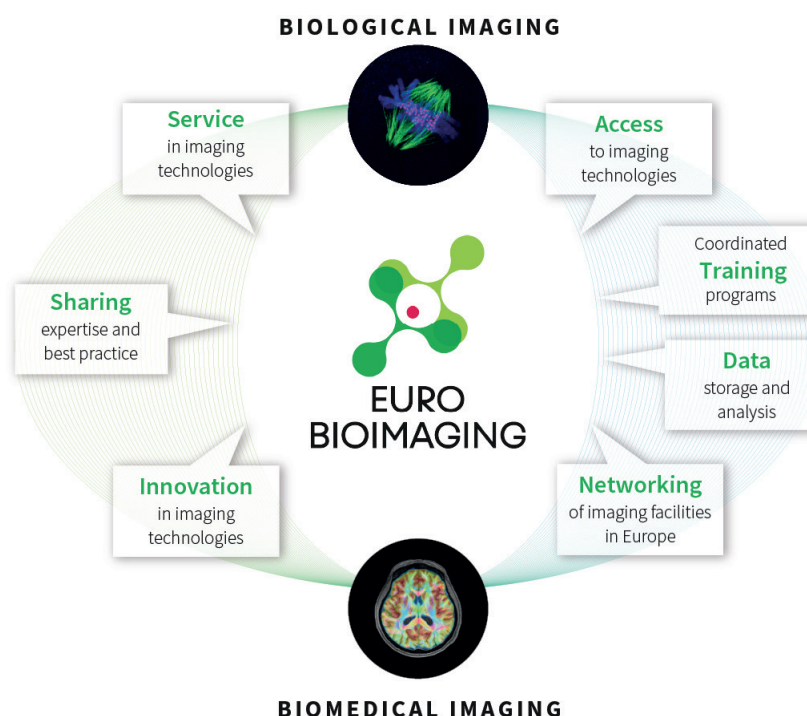 BIOLOGICAL IMAGING
Service
in imaging
technologies
Access
to imaging
technologies
Coordinated
Training
programs
Sharing
expertise and
best practice
Data
storage and
analysis
EURO
BIOIMAGING
Innovation
in imaging
technologies
Networking
of imaging facilities
in Europe
BIOMEDICAL IMAGING